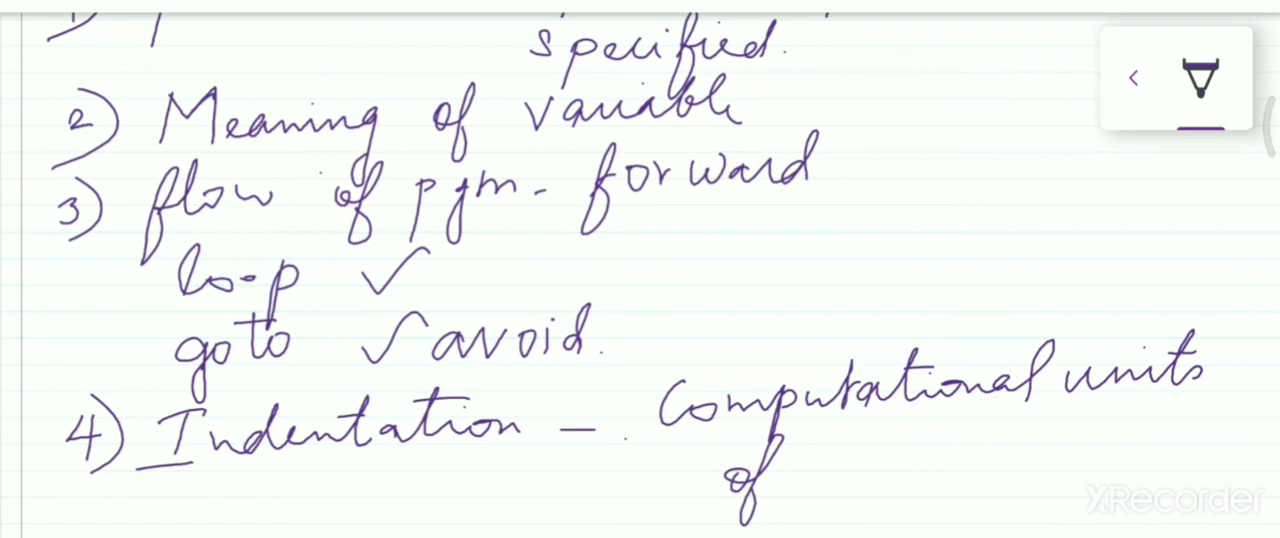 specified.
2) Meaning of variable
3) flow of pgm - forward
loop ✓
goto ✓ avoid.
4) Indentation - Computational units
of
XRecorder